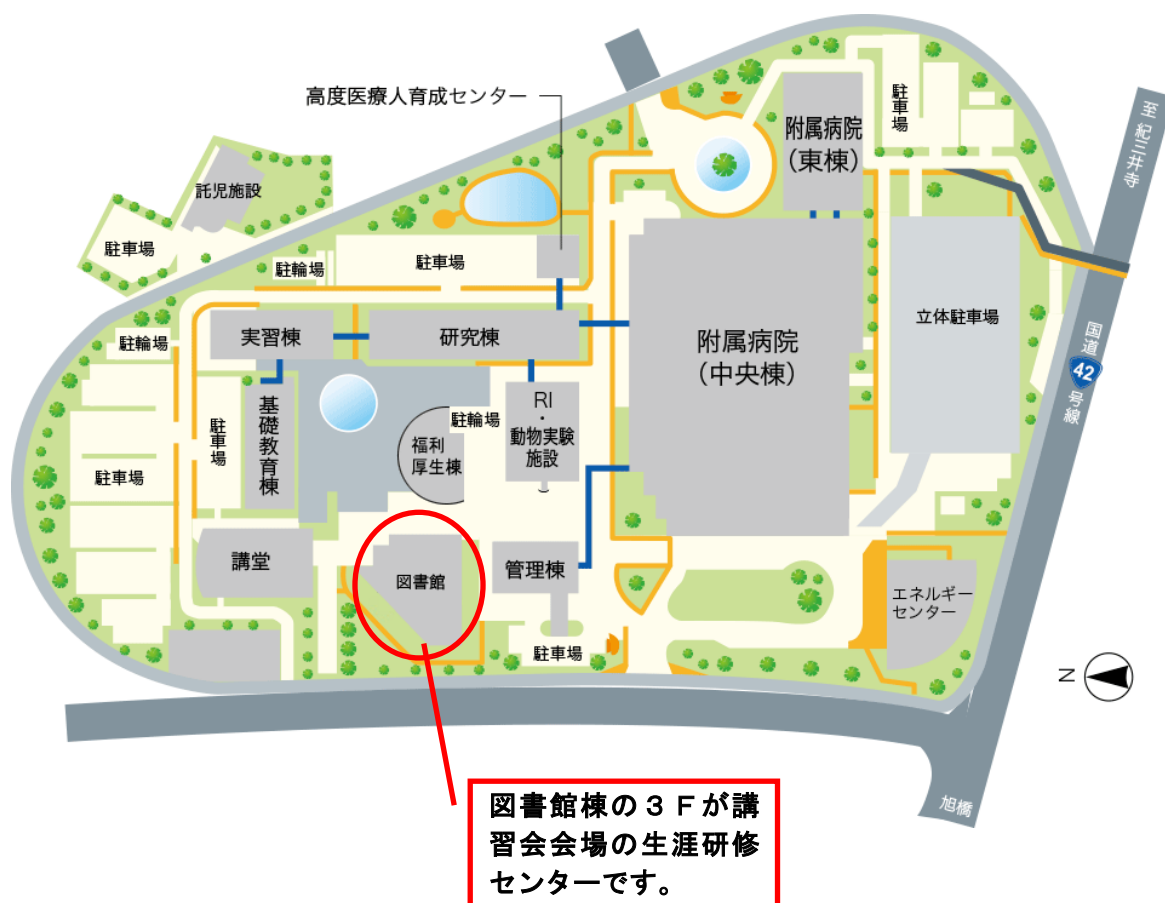 高度医療人育成センター
附属病院
（東棟）
駐車場
至 紀三井寺
託児施設
駐車場
駐輪場
駐車場
立体駐車場
国道
42
号線
駐輪場
実習棟
研究棟
附属病院
（中央棟）
基礎教育棟
駐車場
駐車場
福利
厚生棟
駐輪場
RI
・
動物実験
施設
講堂
図書館
管理棟
エネルギー
センター
駐車場
N
旭橋
図書館棟の３Ｆが講
習会会場の生涯研修
センターです。